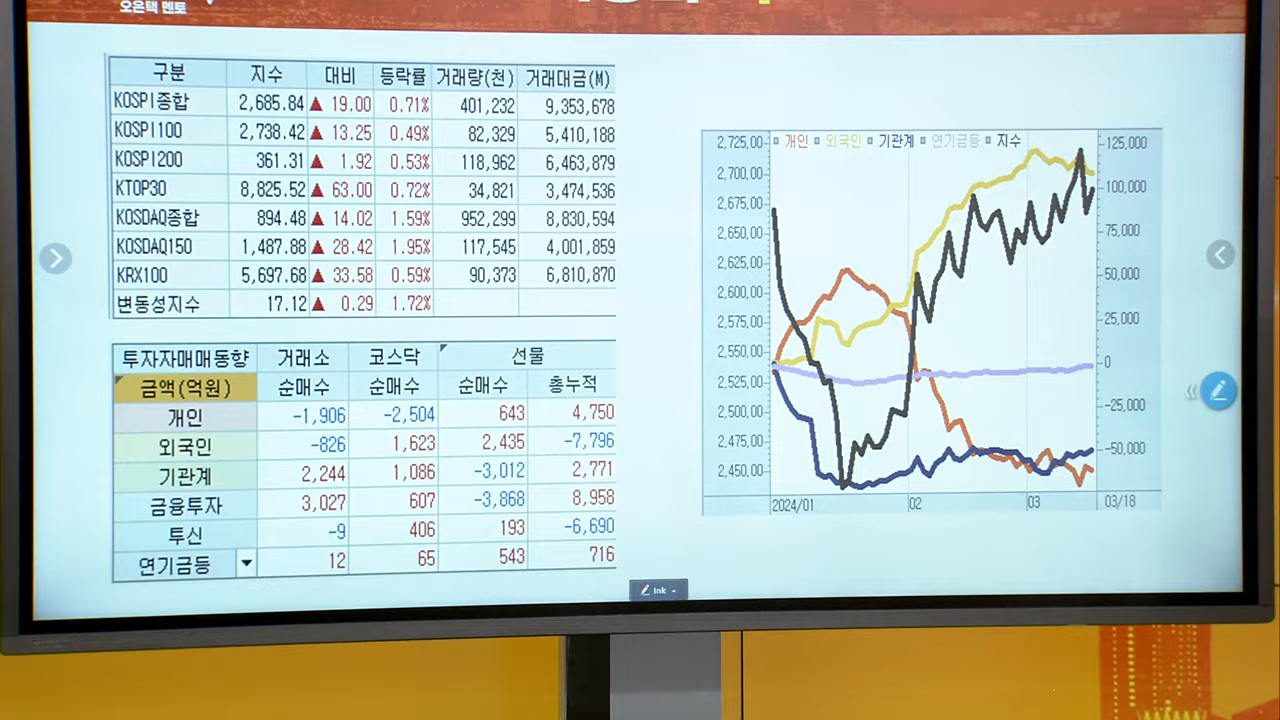 오은택 멘토
구분 지수 대비 등락률 거래량(천) 거래대금(M)
KOSPI종합 2,685.84 ▲ 19.00 0.71% 401,232 9,353,678
KOSPI100 2,738.42 ▲ 13.25 0.49% 82,329 5,410,188
KOSPI200 361.31 ▲ 1.92 0.53% 118,962 6,463,879
KTOP30 8,825.52 ▲ 63.00 0.72% 34,821 3,474,536
KOSDAQ종합 894.48 ▲ 14.02 1.59% 952,299 8,830,594
KOSDAQ150 1,487.88 ▲ 28.42 1.95% 117,545 4,001,859
KRX100 5,697.68 ▲ 33.58 0.59% 90,373 6,810,870
변동성지수 17.12 ▲ 0.29 1.72%
투자자매매동향 거래소 코스닥 선물
금액(억원) 순매수 순매수 순매수 총누적
개인 -1,906 -2,504 643 4,750
외국인 -826 1,623 2,435 -7,796
기관계 2,244 1,086 -3,012 2,771
금융투자 3,027 607 -3,868 8,958
투신 -9 406 193 -6,690
연기금등 12 65 543 716
개인 외국인 기관계 연기금등 지수
2,725,00
2,700,00
2,675,00
2,650,00
2,625,00
2,600,00
2,575,00
2,550,00
2,525,00
2,500,00
2,475,00
2,450,00
125,000
100,000
75,000
50,000
25,000
0
-25,000
-50,000
2024/01 02 03 03/18
Ink